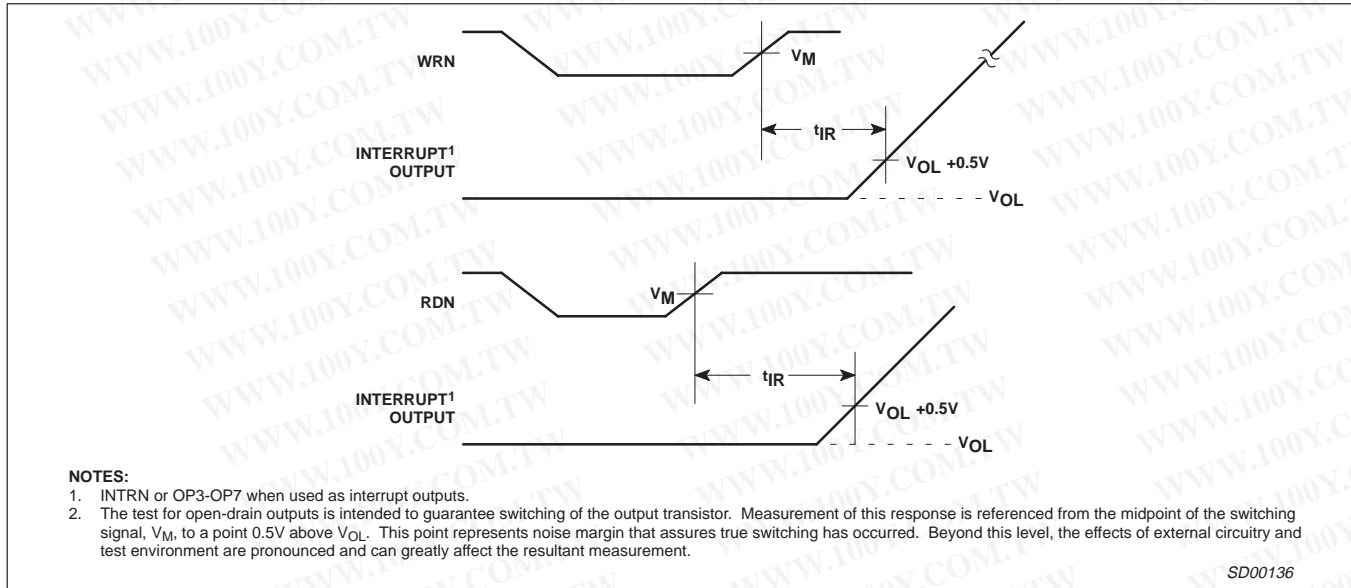 WRN
VM
tIR
INTERRUPT1
OUTPUT
VOL +0.5V
VOL
RDN
VM
tIR
INTERRUPT1
OUTPUT
VOL +0.5V
VOL
NOTES:
1. INTRN or OP3-OP7 when used as interrupt outputs.
2. The test for open-drain outputs is intended to guarantee switching of the output transistor. Measurement of this response is referenced from the midpoint of the switching
signal, VM, to a point 0.5V above VOL. This point represents noise margin that assures true switching has occurred. Beyond this level, the effects of external circuitry and
test environment are pronounced and can greatly affect the resultant measurement.
SD00136
WWW.100Y.COM.TW